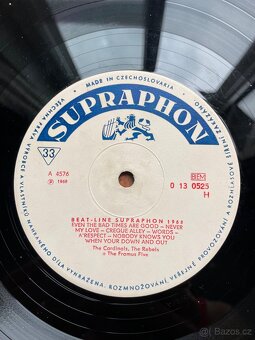 MADE IN CZECHOSLOVAKIA
SUPRAPHON
33
A 4576
℗ 1968
BIEM
0 13 0525
H
BEAT-LINE SUPRAPHON 1968
EVEN THE BAD TIMES ARE GOOD – NEVER
MY LOVE – CREQUE ALLEY – WORDS –
A'RESPECT – NOBODY KNOWS YOU
WHEN YOUR DOWN AND OUT
The Cardinals, The Rebels
a The Framus Five
VŠECHNA PRÁVA VÝROBCE A VLASTNÍKŮ NAHRANÉHO DÍLA VYHRAZENA. ROZMNOŽOVÁNÍ, VEŘEJNÉ PROVOZOVÁNÍ A ROZHLASOVÉ ŠÍŘENÍ ZAKÁZÁNO
bazos.cz